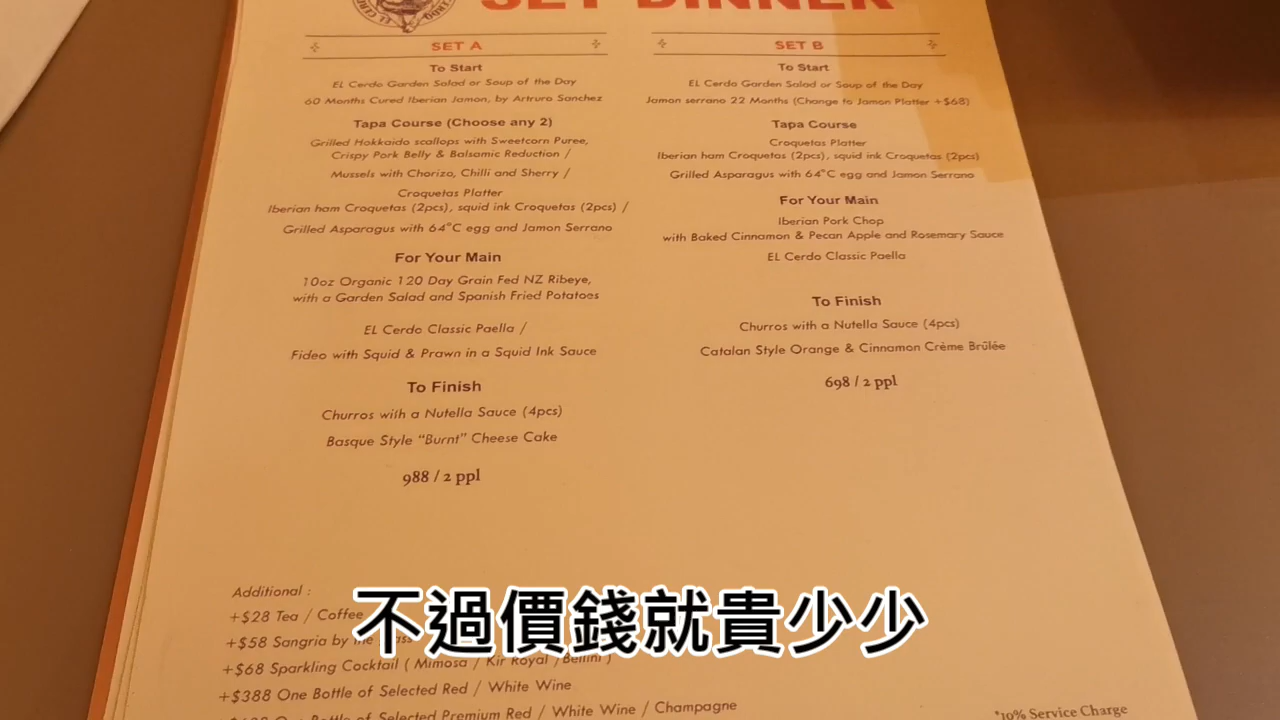 SET DINNER
SET A
To Start
EL Cerdo Garden Salad or Soup of the Day
60 Months Cured Iberian Jamon, by Artruro Sanchez
Tapa Course (Choose any 2)
Grilled Hokkaido scallops with Sweetcorn Puree,
Crispy Pork Belly & Balsamic Reduction /
Mussels with Chorizo, Chilli and Sherry /
Croquetas Platter
Iberian ham Croquetas (2pcs), squid ink Croquetas (2pcs) /
Grilled Asparagus with 64°C egg and Jamon Serrano
For Your Main
10oz Organic 120 Day Grain Fed NZ Ribeye,
with a Garden Salad and Spanish Fried Potatoes
EL Cerdo Classic Paella /
Fideo with Squid & Prawn in a Squid Ink Sauce
To Finish
Churros with a Nutella Sauce (4pcs)
Basque Style “Burnt” Cheese Cake
988 / 2 ppl
SET B
To Start
EL Cerdo Garden Salad or Soup of the Day
Jamon serrano 22 Months (Change to Jamon Platter +$68)
Tapa Course
Croquetas Platter
Iberian ham Croquetas (2pcs), squid ink Croquetas (2pcs)
Grilled Asparagus with 64°C egg and Jamon Serrano
For Your Main
Iberian Pork Chop
with Baked Cinnamon & Pecan Apple and Rosemary Sauce
EL Cerdo Classic Paella
To Finish
Churros with a Nutella Sauce (4pcs)
Catalan Style Orange & Cinnamon Crème Brûlée
698 / 2 ppl
Additional :
+$28 Tea / Coffee
+$58 Sangria by the Glass
+$68 Sparkling Cocktail ( Mimosa / Kir Royal / Bellini )
+$388 One Bottle of Selected Red / White Wine
One Bottle of Selected Premium Red / White Wine / Champagne
*10% Service Charge
不過價錢就貴少少